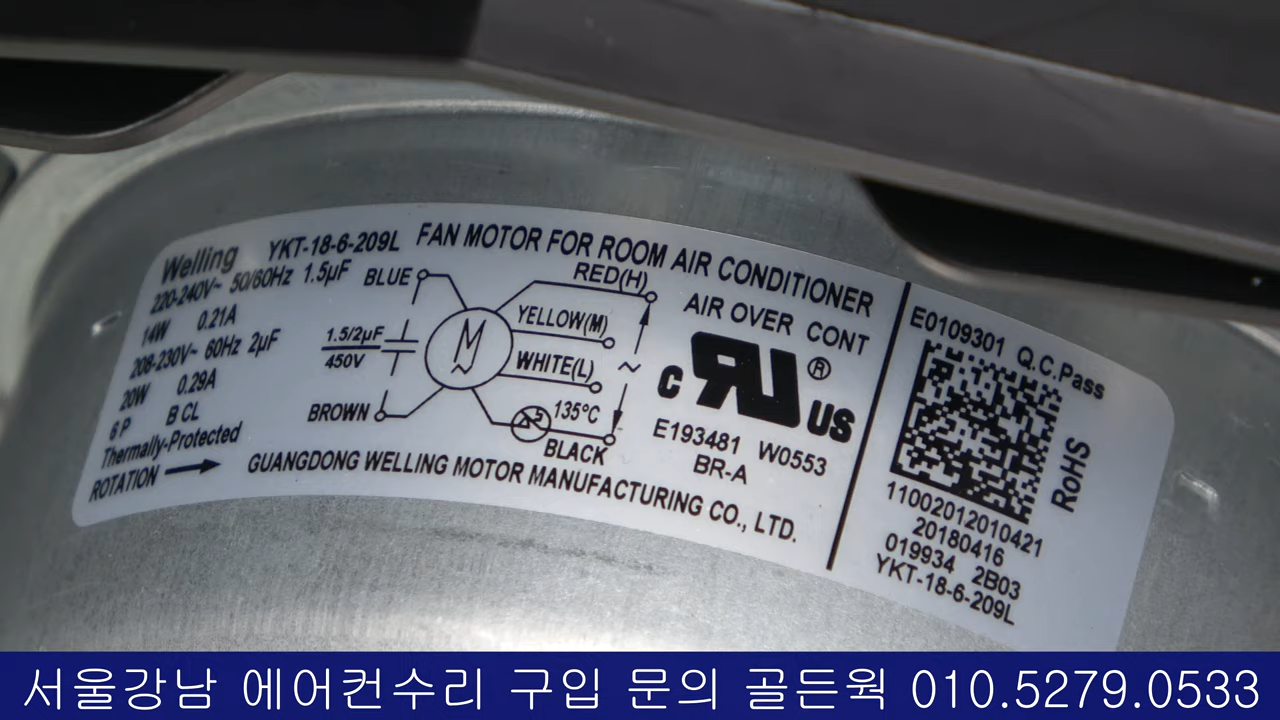 Welling YKT-18-6-209L FAN MOTOR FOR ROOM AIR CONDITIONER
220-240V~ 50/60Hz 1.5µF
14W 0.21A
208-230V~ 60Hz 2µF
20W 0.29A
6 P B CL
Thermally-Protected
ROTATION
BLUE
1.5/2µF
450V
BROWN
M
RED(H)
YELLOW(M)
WHITE(L)
~
135°C
BLACK
AIR OVER CONT
c RU ® US
E193481 W0553
BR-A
GUANGDONG WELLING MOTOR MANUFACTURING CO., LTD.
E0109301 Q.C.Pass
RoHS
11002012010421
20180416
019934 2B03
YKT-18-6-209L
서울강남 에어컨수리 구입 문의 골든웍 010.5279.0533